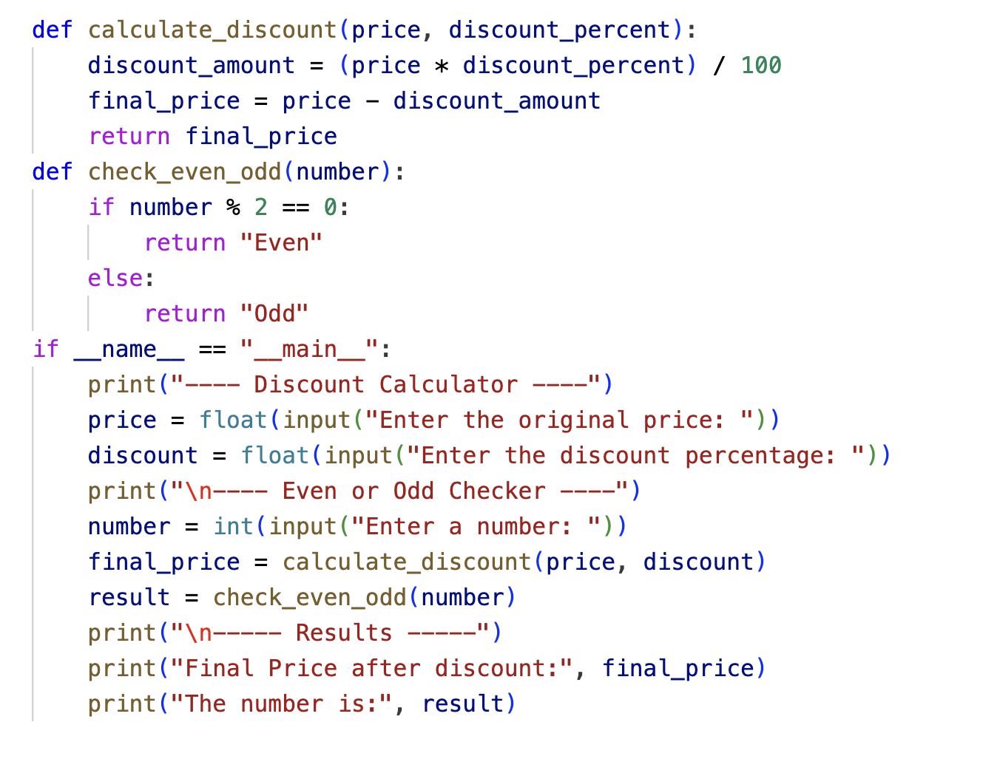 def calculate_discount(price, discount_percent):
    discount_amount = (price * discount_percent) / 100
    final_price = price - discount_amount
    return final_price
def check_even_odd(number):
    if number % 2 == 0:
        return "Even"
    else:
        return "Odd"
if __name__ == "__main__":
    print("---- Discount Calculator ----")
    price = float(input("Enter the original price: "))
    discount = float(input("Enter the discount percentage: "))
    print("\n---- Even or Odd Checker ----")
    number = int(input("Enter a number: "))
    final_price = calculate_discount(price, discount)
    result = check_even_odd(number)
    print("\n----- Results -----")
    print("Final Price after discount:", final_price)
    print("The number is:", result)